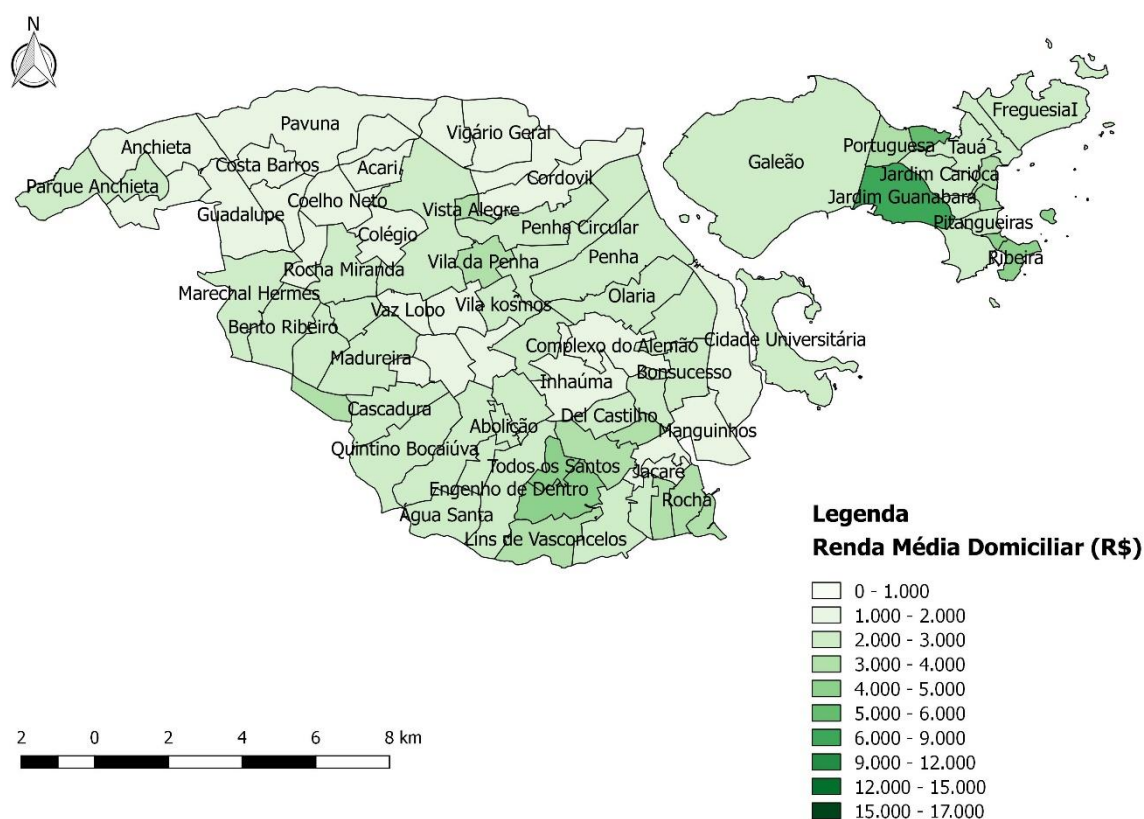 N
FreguesiaI
Pavuna
Vigário Geral
Anchieta
Portuguesa
Tauá
Galeão
Costa Barros
Acari
Jardim Carioca
Cordovil
Parque Anchieta
Coelho Neto
Jardim Guanabara
Vista Alegre
Guadalupe
Pitangueiras
Penha Circular
Colégio
Penha
Ribeira
Vila da Penha
Rocha Miranda
Marechal Hermes
Olaria
Vila kosmos
Vaz Lobo
Bento Ribeiro
Cidade Universitária
Complexo do Alemão
Madureira
Bonsucesso
Inhaúma
Cascadura
Del Castilho
Abolição
Manguinhos
Quintino Bocaiúva
Todos os Santos
Jacaré
Engenho de Dentro
Rocha
Água Santa
Lins de Vasconcelos
Legenda
Renda Média Domiciliar (R$)
0 - 1.000
1.000 - 2.000
2.000 - 3.000
3.000 - 4.000
4.000 - 5.000
5.000 - 6.000
6.000 - 9.000
9.000 - 12.000
12.000 - 15.000
15.000 - 17.000
2 0 2 4 6 8 km